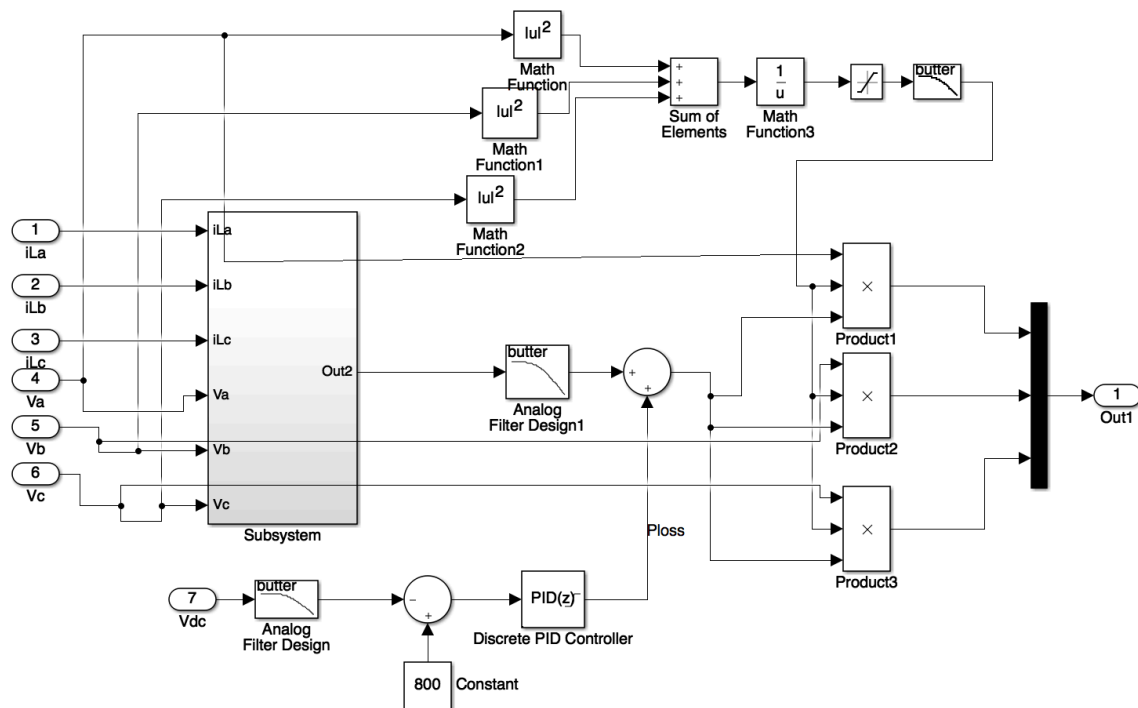 |u|²
Math
Function
|u|²
Math
Function1
|u|²
Math
Function2
+
+
+
Sum of
Elements
1
u
Math
Function3
butter
1
iLa
2
iLb
3
iLc
4
Va
5
Vb
6
Vc
iLa
iLb
iLc
Va
Vb
Vc
Out2
Subsystem
butter
Analog
Filter Design1
+
+
×
Product1
×
Product2
×
Product3
1
Out1
Ploss
7
Vdc
butter
Analog
Filter Design
−
+
PID(z)
Discrete PID Controller
800
Constant